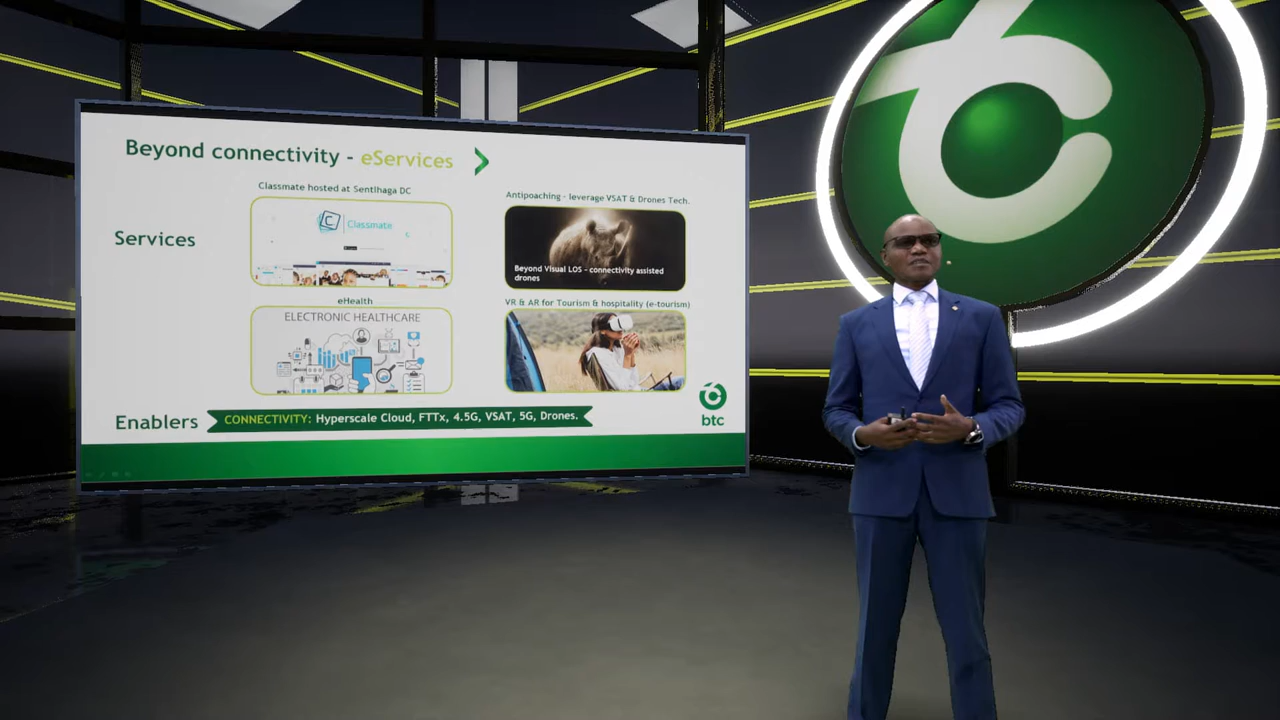 Beyond connectivity - eServices
Services
Classmate hosted at Sentlhaga DC
Classmate
Antipoaching - leverage VSAT & Drones Tech.
Beyond Visual LOS - connectivity assisted
drones
eHealth
ELECTRONIC HEALTHCARE
VR & AR for Tourism & hospitality (e-tourism)
Enablers
CONNECTIVITY: Hyperscale Cloud, FTTx, 4.5G, VSAT, 5G, Drones.
btc